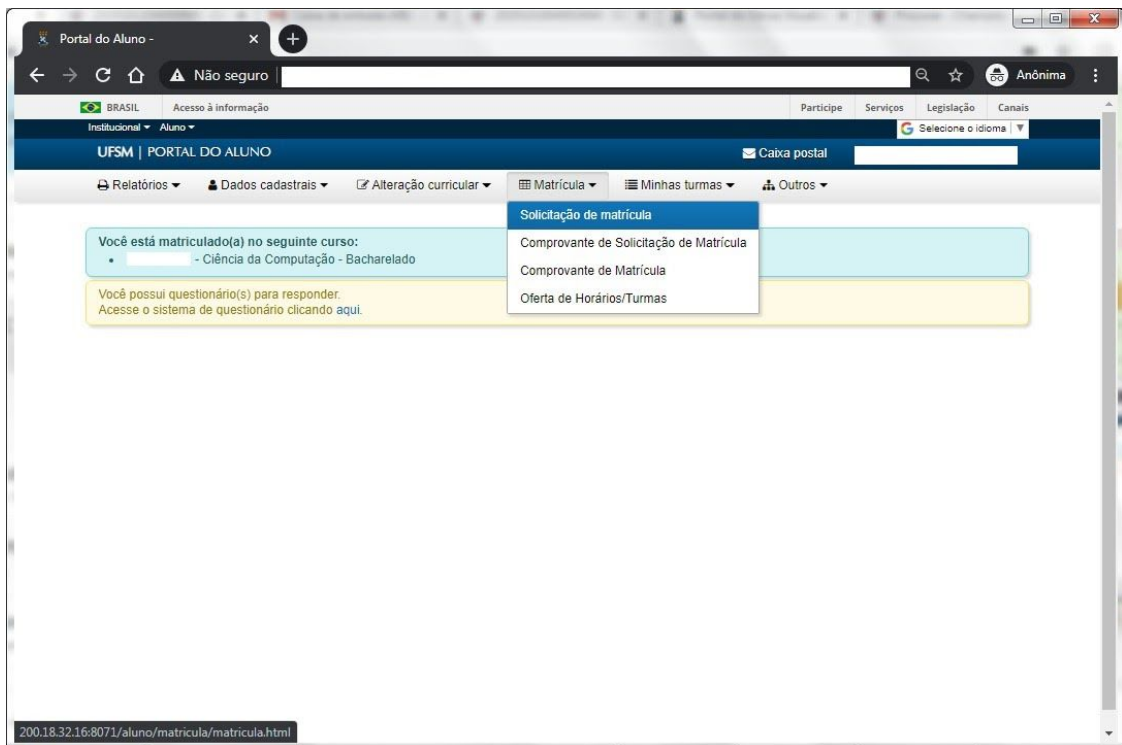 Portal do Aluno -
Não seguro
Anônima
BRASIL Acesso à informação Participe Serviços Legislação Canais
Institucional Aluno Selecione o idioma
UFSM | PORTAL DO ALUNO Caixa postal
Relatórios Dados cadastrais Alteração curricular Matrícula Minhas turmas Outros
Solicitação de matrícula
Comprovante de Solicitação de Matrícula
Comprovante de Matrícula
Oferta de Horários/Turmas
Você está matriculado(a) no seguinte curso:
- Ciência da Computação - Bacharelado
Você possui questionário(s) para responder.
Acesse o sistema de questionário clicando aqui.
200.18.32.16:8071/aluno/matricula/matricula.html